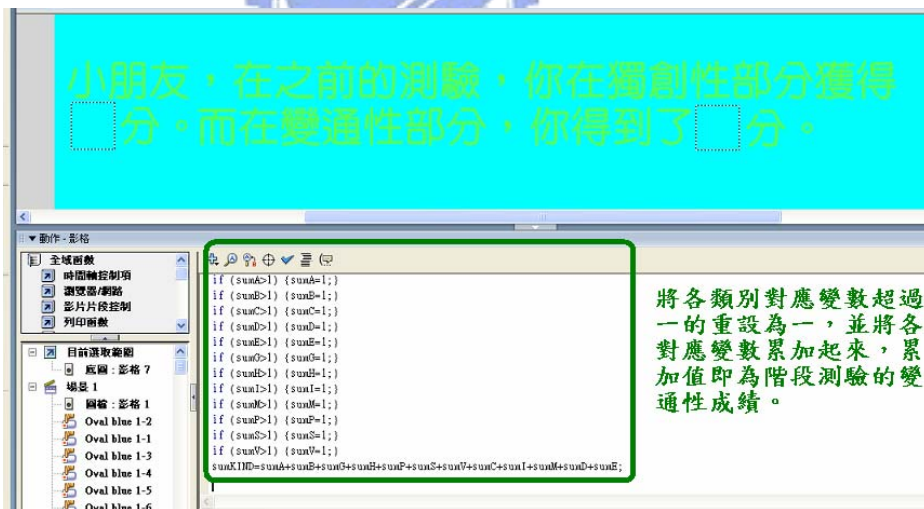 小朋友，在之前的測驗，你在獨創性部分獲得
分。而在變通性部分，你得到了 分。
▼動作 - 影格
全域函數
時間軸控制項
瀏覽器/網路
影片片段控制
列印函數
目前選取範圍
底圖：影格 7
場景 1
圖檔：影格 1
Oval blue 1-2
Oval blue 1-1
Oval blue 1-3
Oval blue 1-4
Oval blue 1-5
Oval blue 1-6
if (sumA>1) {sumA=1;}
if (sumB>1) {sumB=1;}
if (sumC>1) {sumC=1;}
if (sumD>1) {sumD=1;}
if (sumE>1) {sumE=1;}
if (sumG>1) {sumG=1;}
if (sumH>1) {sumH=1;}
if (sumI>1) {sumI=1;}
if (sumM>1) {sumM=1;}
if (sumP>1) {sumP=1;}
if (sumS>1) {sumS=1;}
if (sumV>1) {sumV=1;}
sumKIND=sumA+sumB+sumG+sumH+sumP+sumS+sumV+sumC+sumI+sumM+sumD+sumE;
將各類別對應變數超過
一的重設為一，並將各
對應變數累加起來，累
加值即為階段測驗的變
通性成績。